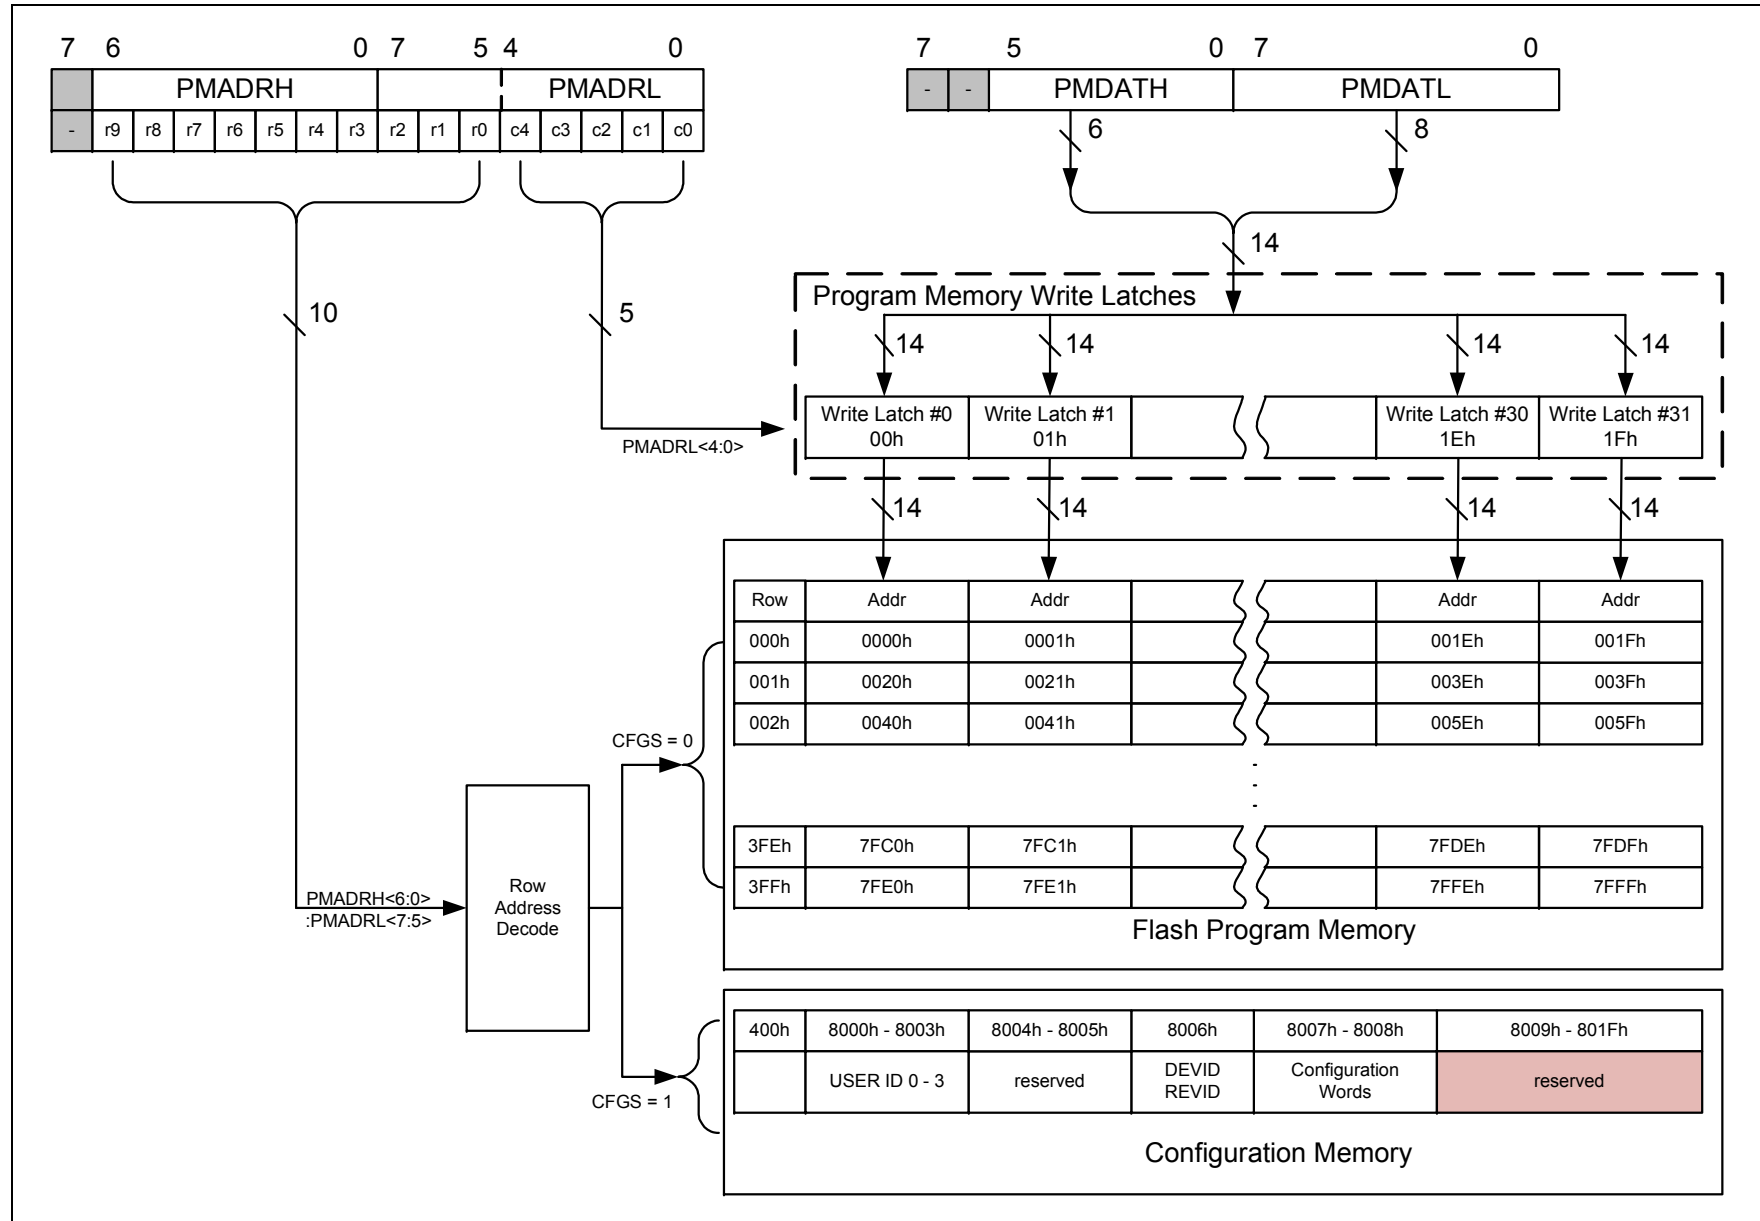 7 6 0 7 5 4 0
PMADRH PMADRL
- r9 r8 r7 r6 r5 r4 r3 r2 r1 r0 c4 c3 c2 c1 c0
7 5 0 7 0
- - PMDATH PMDATL
6 8
14
10
5
Program Memory Write Latches
14 14 14 14
Write Latch #0 Write Latch #1 Write Latch #30 Write Latch #31
00h 01h 1Eh 1Fh
PMADRL<4:0>
14 14 14 14
Row Addr Addr Addr Addr
000h 0000h 0001h 001Eh 001Fh
001h 0020h 0021h 003Eh 003Fh
002h 0040h 0041h 005Eh 005Fh
CFGS = 0
3FEh 7FC0h 7FC1h 7FDEh 7FDFh
3FFh 7FE0h 7FE1h 7FFEh 7FFFh
Flash Program Memory
PMADRH<6:0>
:PMADRL<7:5>
Row
Address
Decode
400h 8000h - 8003h 8004h - 8005h 8006h 8007h - 8008h 8009h - 801Fh
USER ID 0 - 3 reserved DEVID
REVID Configuration
Words reserved
CFGS = 1
Configuration Memory